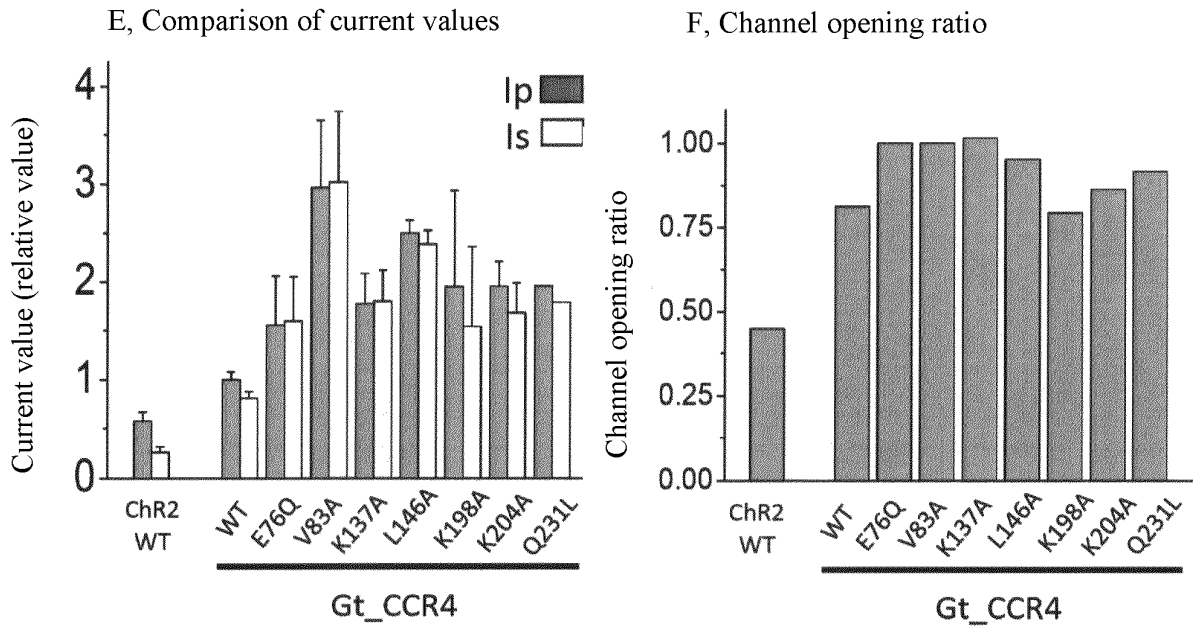 E, Comparison of current values
F, Channel opening ratio
Current value (relative value)
4
3
2
1
0
Ip
Is
ChR2
WT
WT
E76Q
V83A
K137A
L146A
K198A
K204A
Q231L
Gt_CCR4
Channel opening ratio
1.00
0.75
0.50
0.25
0.00
ChR2
WT
WT
E76Q
V83A
K137A
L146A
K198A
K204A
Q231L
Gt_CCR4